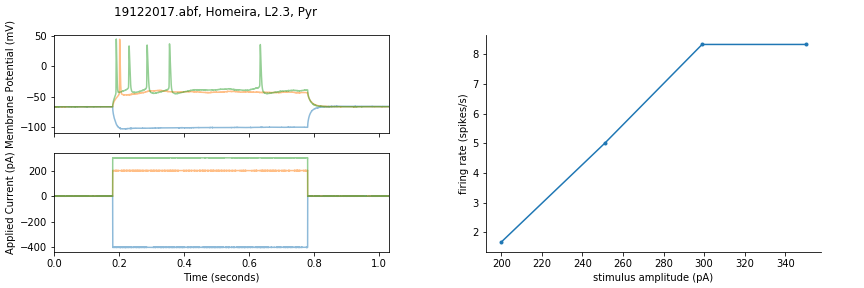 19122017.abf, Homeira, L2.3, Pyr
Membrane Potential (mV)
50
0
−50
−100
Applied Current (pA)
200
0
−200
−400
0.0 0.2 0.4 0.6 0.8 1.0
Time (seconds)
firing rate (spikes/s)
8
7
6
5
4
3
2
200 220 240 260 280 300 320 340
stimulus amplitude (pA)